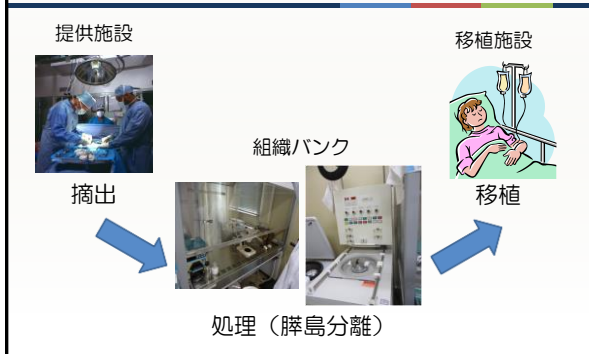 提供施設
移植施設
組織バンク
摘出
移植
処理（膵島分離）